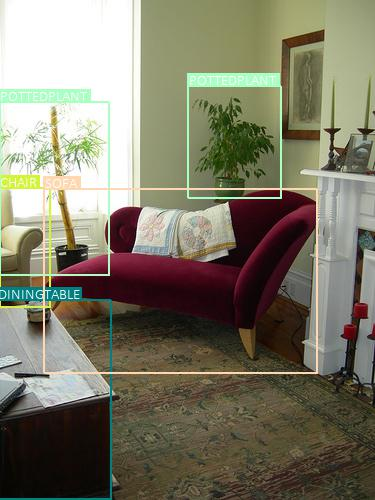 POTTEDPLANT
POTTEDPLANT
CHAIR
SOFA
DININGTABLE